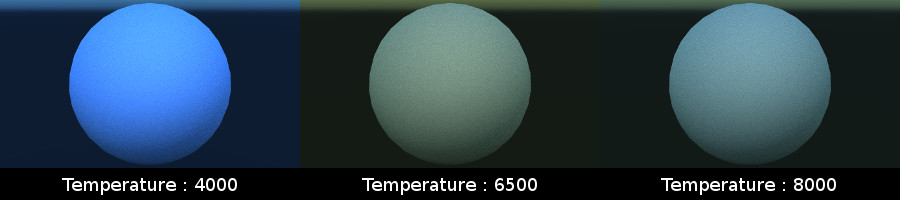 Temperature : 4000
Temperature : 6500
Temperature : 8000